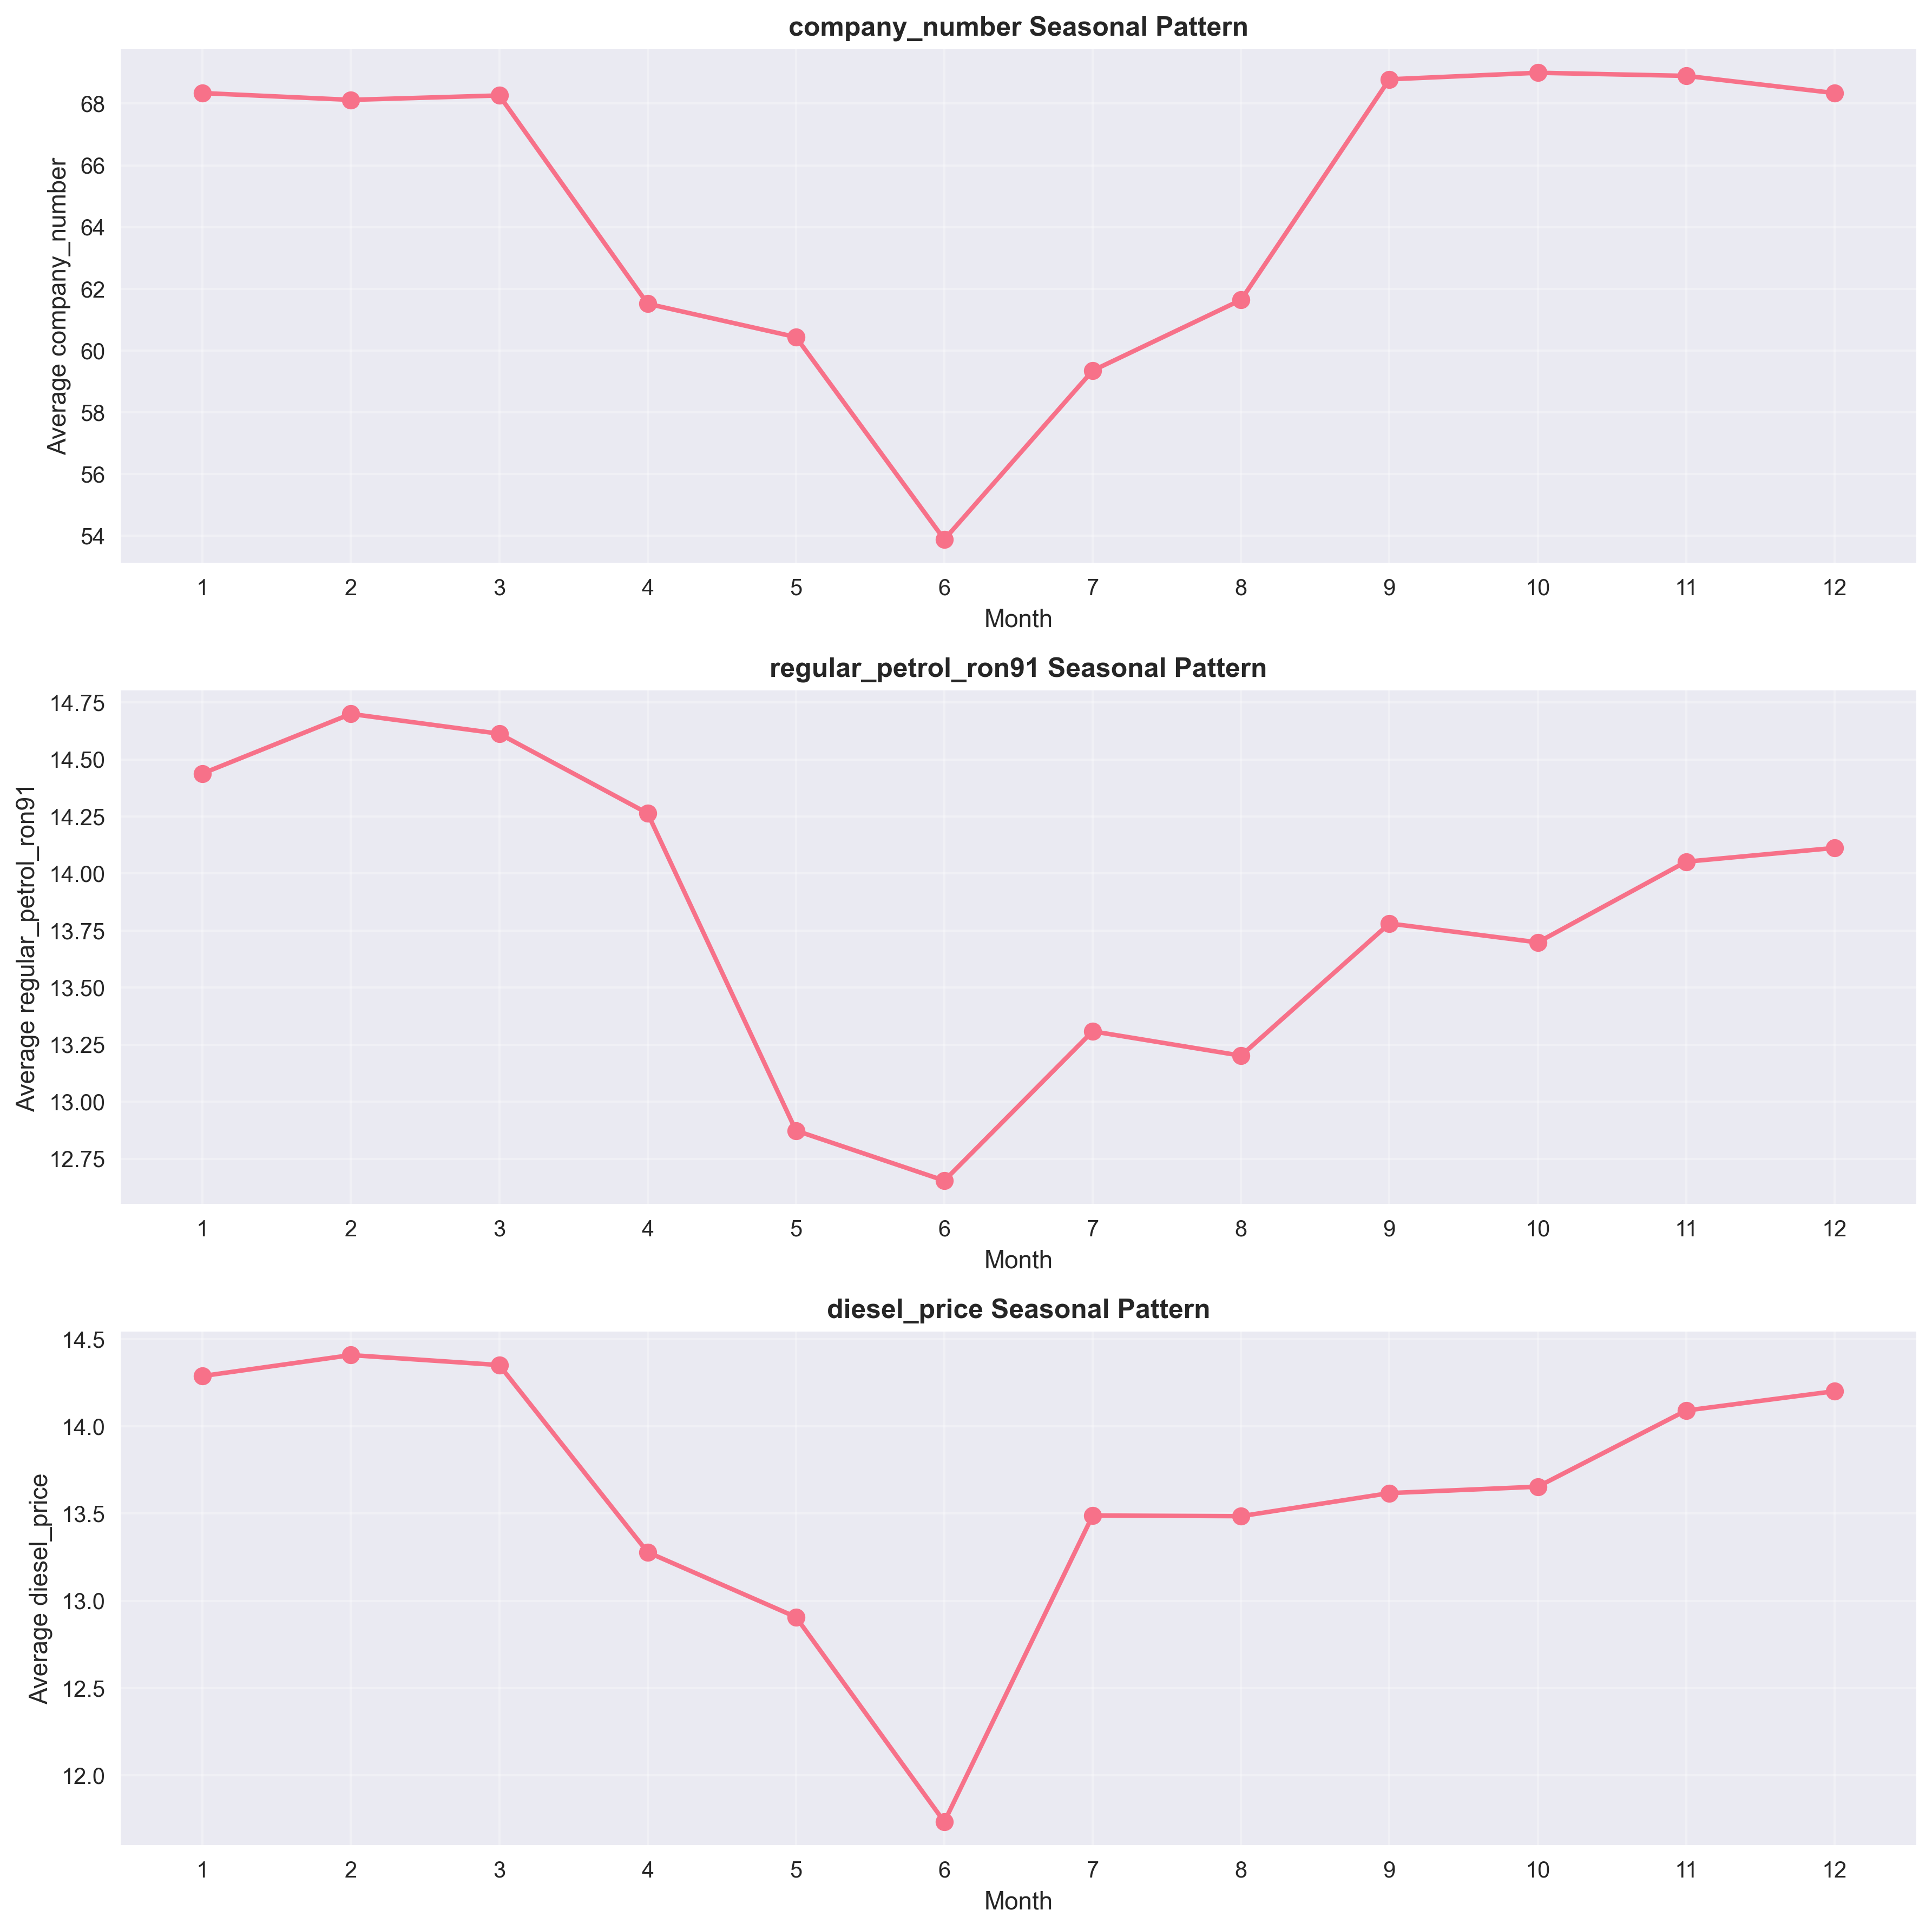 company_number Seasonal Pattern
Average company_number
68
66
64
62
60
58
56
54
1 2 3 4 5 6 7 8 9 10 11 12
Month
regular_petrol_ron91 Seasonal Pattern
Average regular_petrol_ron91
14.75
14.50
14.25
14.00
13.75
13.50
13.25
13.00
12.75
1 2 3 4 5 6 7 8 9 10 11 12
Month
diesel_price Seasonal Pattern
Average diesel_price
14.5
14.0
13.5
13.0
12.5
12.0
1 2 3 4 5 6 7 8 9 10 11 12
Month